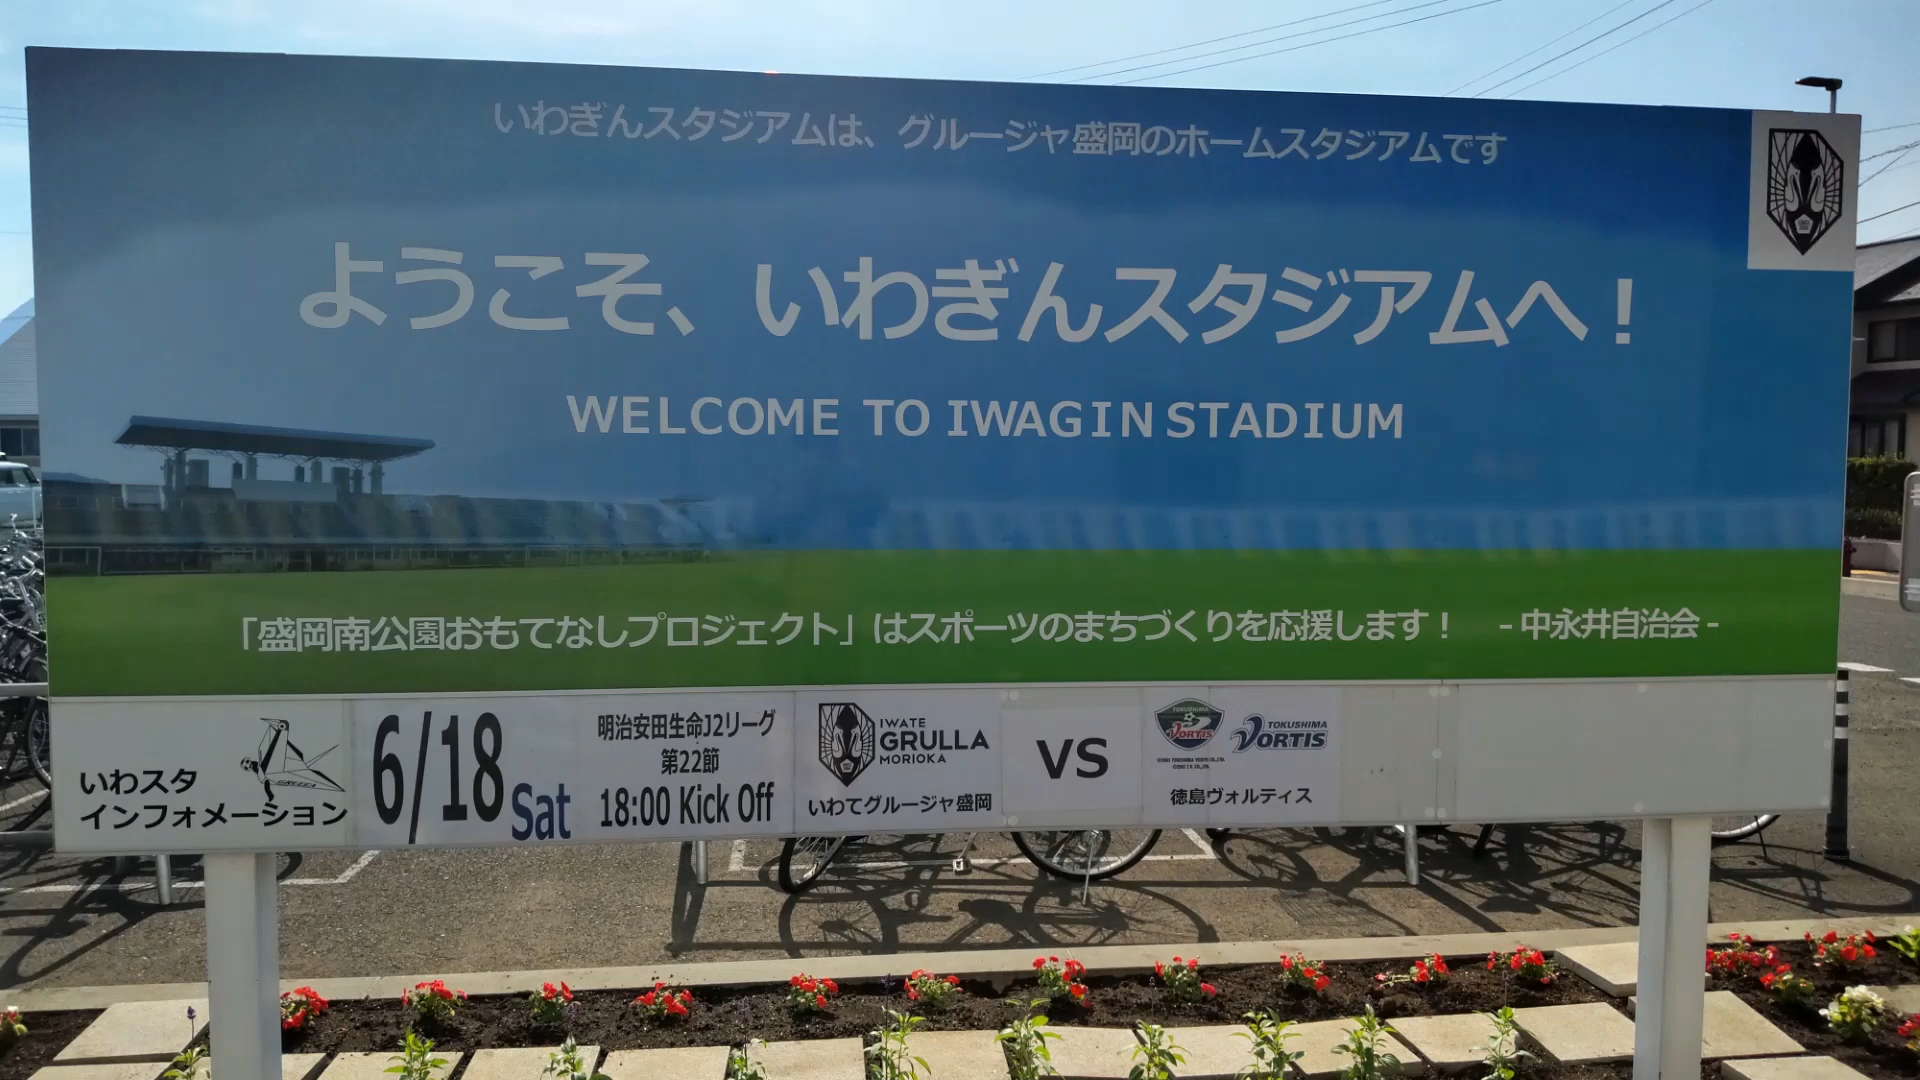 いわぎんスタジアムは、グルージャ盛岡のホームスタジアムです
ようこそ、いわぎんスタジアムへ！
WELCOME TO IWAGIN STADIUM
「盛岡南公園おもてなしプロジェクト」はスポーツのまちづくりを応援します！ -中永井自治会-
いわスタ
インフォメーション
GRULLA
6/18 Sat
明治安田生命J2リーグ
第22節
18:00 Kick Off
IWATE
GRULLA
MORIOKA
いわてグルージャ盛岡
VS
TOKUSHIMA
VORTIS
TOKUSHIMA
VORTIS
徳島ヴォルティス